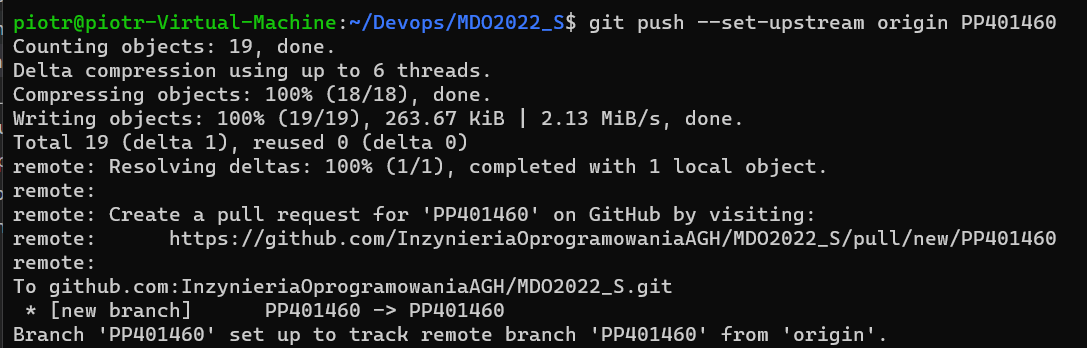 piotr@piotr-Virtual-Machine:~/Devops/MDO2022_S$ git push --set-upstream origin PP401460
Counting objects: 19, done.
Delta compression using up to 6 threads.
Compressing objects: 100% (18/18), done.
Writing objects: 100% (19/19), 263.67 KiB | 2.13 MiB/s, done.
Total 19 (delta 1), reused 0 (delta 0)
remote: Resolving deltas: 100% (1/1), completed with 1 local object.
remote:
remote: Create a pull request for 'PP401460' on GitHub by visiting:
remote:      https://github.com/InzynieriaOprogramowaniaAGH/MDO2022_S/pull/new/PP401460
remote:
To github.com:InzynieriaOprogramowaniaAGH/MDO2022_S.git
 * [new branch]      PP401460 -> PP401460
Branch 'PP401460' set up to track remote branch 'PP401460' from 'origin'.